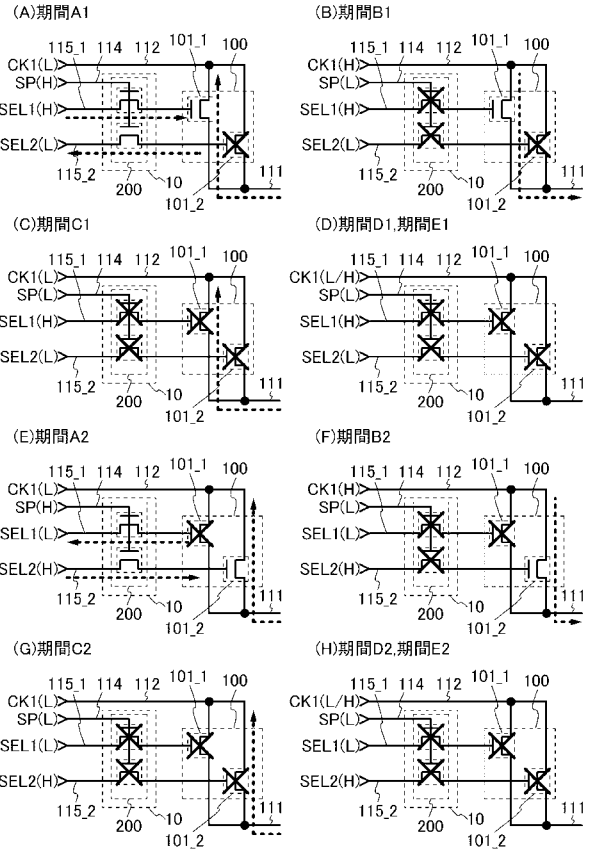 (A)期間A1
115_1 114 112 101_1 100
CK1(L)
SP(H)
SEL1(H)
SEL2(L)
115_2 200 10 101_2 111
(B)期間B1
115_1 114 112 101_1 100
CK1(H)
SP(L)
SEL1(H)
SEL2(L)
115_2 200 10 101_2 111
(C)期間C1
115_1 114 112 101_1 100
CK1(L)
SP(L)
SEL1(H)
SEL2(L)
115_2 200 10 101_2 111
(D)期間D1,期間E1
115_1 114 112 101_1 100
CK1(L/H)
SP(L)
SEL1(H)
SEL2(L)
115_2 200 10 101_2 111
(E)期間A2
115_1 114 112 101_1 100
CK1(L)
SP(H)
SEL1(L)
SEL2(H)
115_2 200 10 101_2 111
(F)期間B2
115_1 114 112 101_1 100
CK1(H)
SP(L)
SEL1(L)
SEL2(H)
115_2 200 10 101_2 111
(G)期間C2
115_1 114 112 101_1 100
CK1(L)
SP(L)
SEL1(L)
SEL2(H)
115_2 200 10 101_2 111
(H)期間D2,期間E2
115_1 114 112 101_1 100
CK1(L/H)
SP(L)
SEL1(L)
SEL2(H)
115_2 200 10 101_2 111